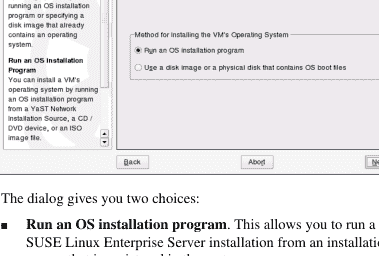 running an OS installation
program or specifying a
disk image that already
contains an operating
system.
Run an OS Installation
Program
You can install a VM's
operating system by running
an OS installation program
from a YaST Network
Installation Source, a CD /
DVD device, or an ISO
image file.
Method for Installing the VM's Operating System
Run an OS installation program
Use a disk image or a physical disk that contains OS boot files
Back
Abort
The dialog gives you two choices:
■ Run an OS installation program. This allows you to run a
SUSE Linux Enterprise Server installation from an installatio